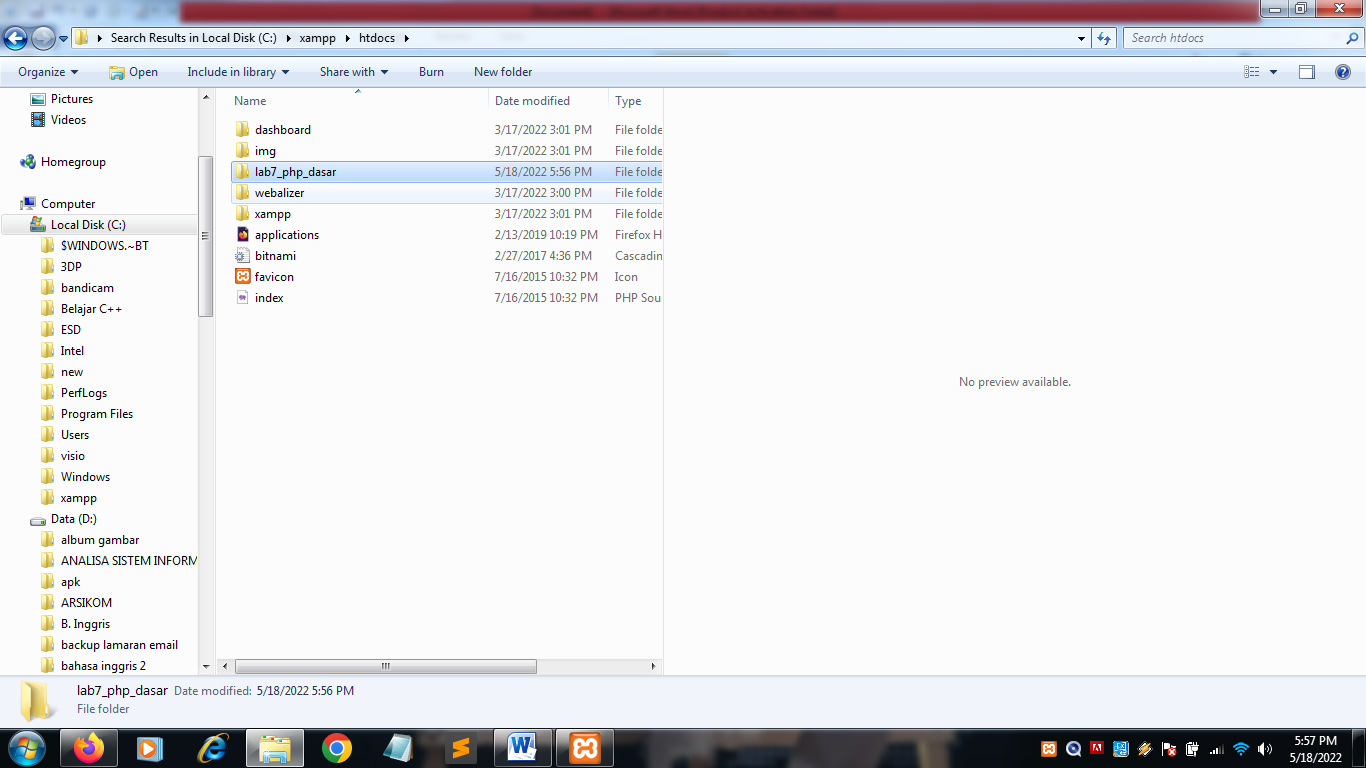 Search Results in Local Disk (C:) xampp htdocs
Search htdocs
Organize Open Include in library Share with Burn New folder
Pictures
Videos
Homegroup
Computer
Local Disk (C:)
$WINDOWS.~BT
3DP
bandicam
Belajar C++
ESD
Intel
new
PerfLogs
Program Files
Users
visio
Windows
xampp
Data (D:)
album gambar
ANALISA SISTEM INFORM
apk
ARSIKOM
B. Inggris
backup lamaran email
bahasa inggris 2
Name Date modified Type
dashboard 3/17/2022 3:01 PM File folde
img 3/17/2022 3:01 PM File folde
lab7_php_dasar 5/18/2022 5:56 PM File folde
webalizer 3/17/2022 3:00 PM File folde
xampp 3/17/2022 3:01 PM File folde
applications 2/13/2019 10:19 PM Firefox H
bitnami 2/27/2017 4:36 PM Cascadin
favicon 7/16/2015 10:32 PM Icon
index 7/16/2015 10:32 PM PHP Sou
No preview available.
lab7_php_dasar Date modified: 5/18/2022 5:56 PM
File folder
5:57 PM
5/18/2022